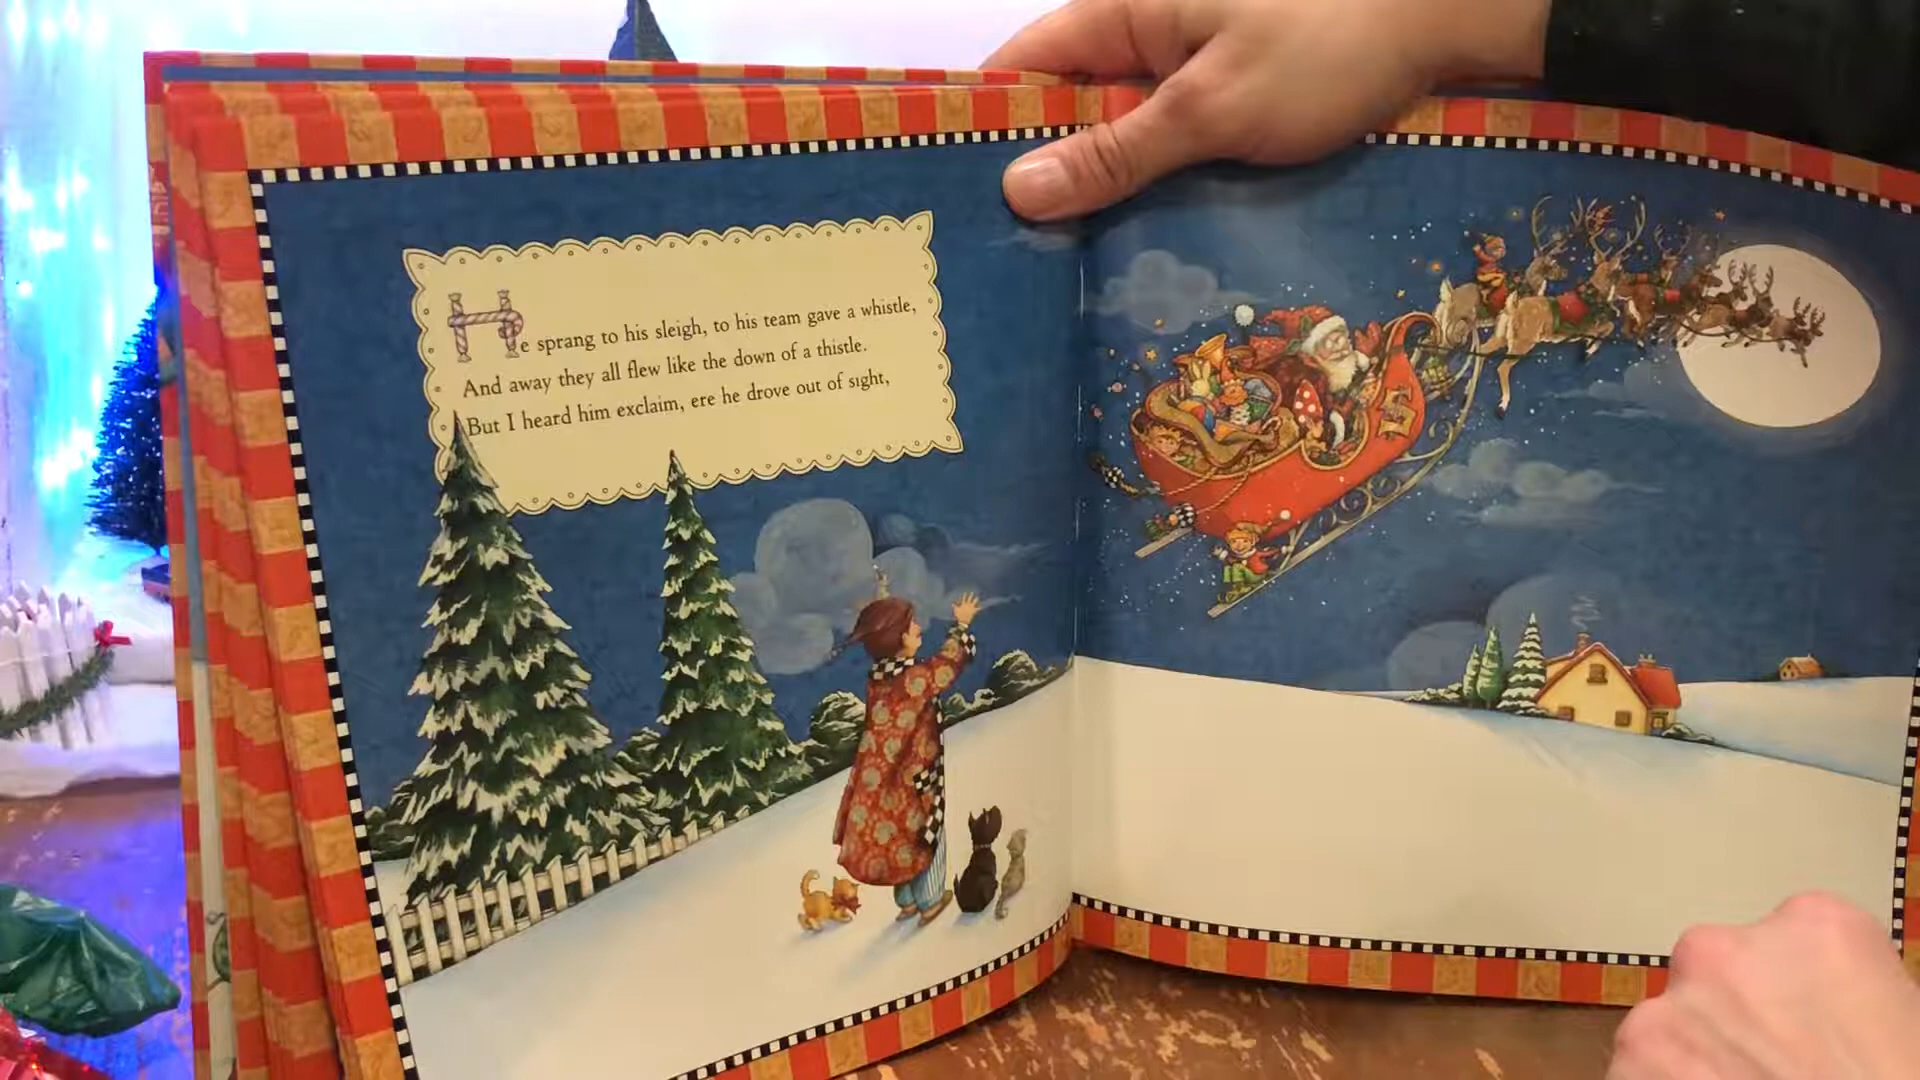 He sprang to his sleigh, to his team gave a whistle,
And away they all flew like the down of a thistle.
But I heard him exclaim, ere he drove out of sight,